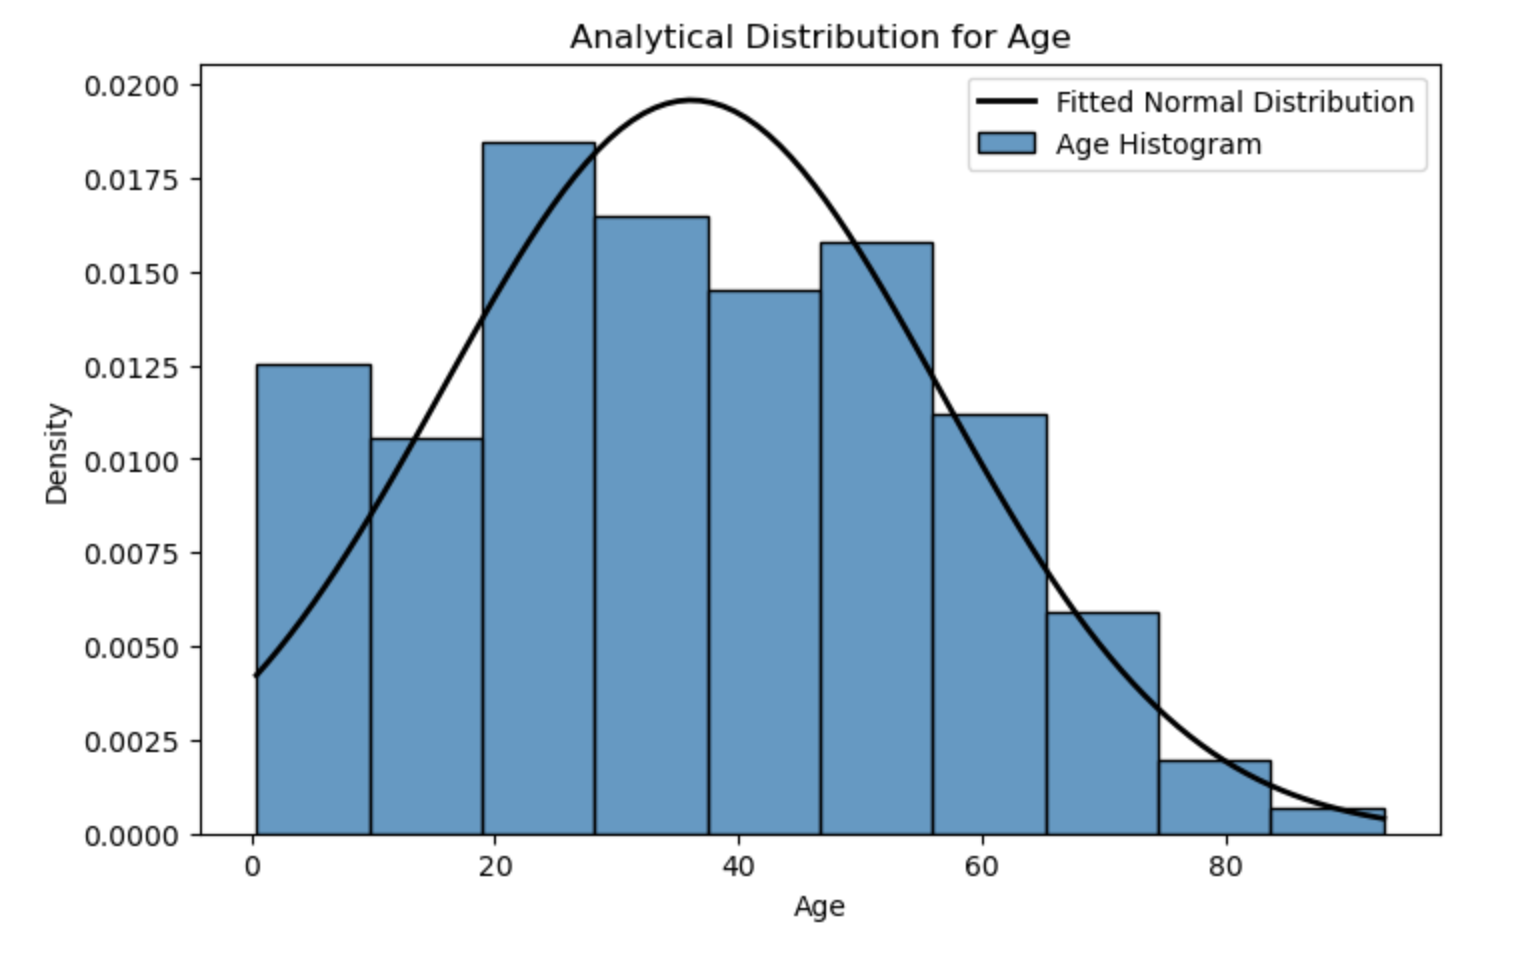 Analytical Distribution for Age
Fitted Normal Distribution
Age Histogram
Density
0.0200
0.0175
0.0150
0.0125
0.0100
0.0075
0.0050
0.0025
0.0000
0 20 40 60 80
Age